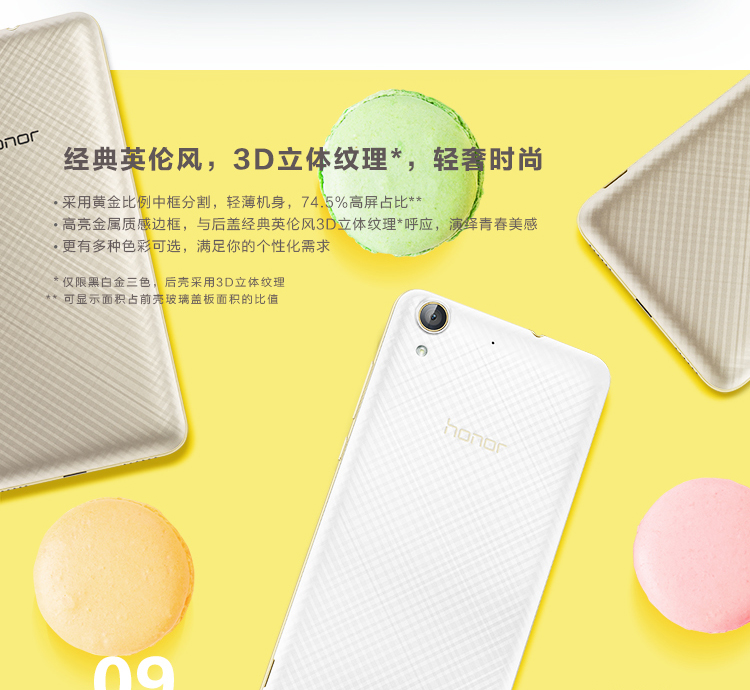 honor
经典英伦风，3D立体纹理*，轻奢时尚
•采用黄金比例中框分割，轻薄机身，74.5%高屏占比**
•高亮金属质感边框，与后盖经典英伦风3D立体纹理*呼应，演绎青春美感
•更有多种色彩可选，满足你的个性化需求
*仅限黑白金三色，后壳采用3D立体纹理
** 可显示面积占前壳玻璃盖板面积的比值
honor
09